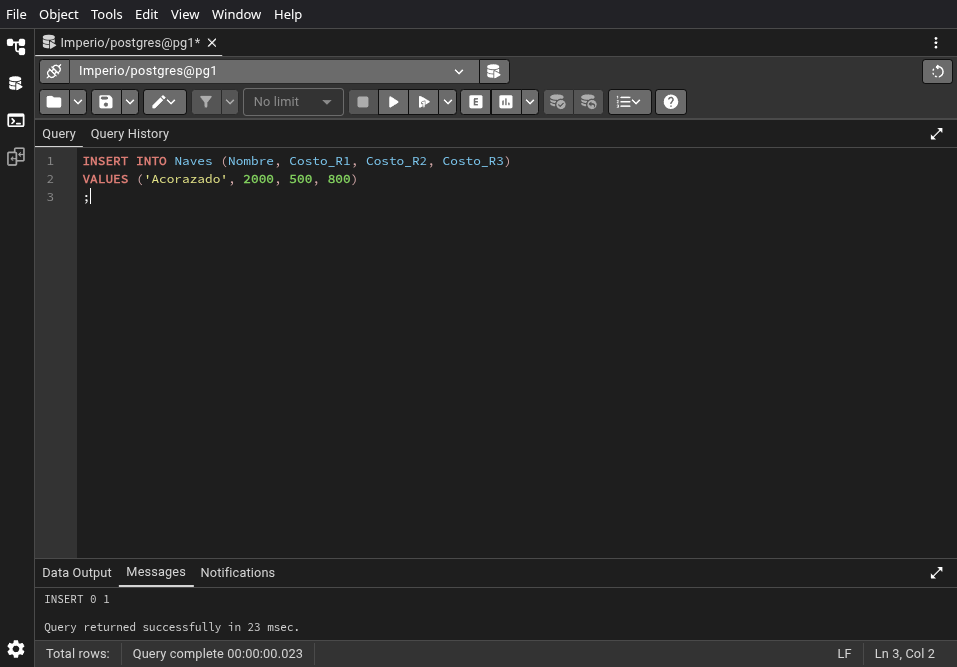 File Object Tools Edit View Window Help
Imperio/postgres@pg1*
Imperio/postgres@pg1
No limit
E
Query Query History
1 INSERT INTO Naves (Nombre, Costo_R1, Costo_R2, Costo_R3)
2 VALUES ('Acorazado', 2000, 500, 800)
3 ;
Data Output Messages Notifications
INSERT 0 1
Query returned successfully in 23 msec.
Total rows: Query complete 00:00:00.023 LF Ln 3, Col 2